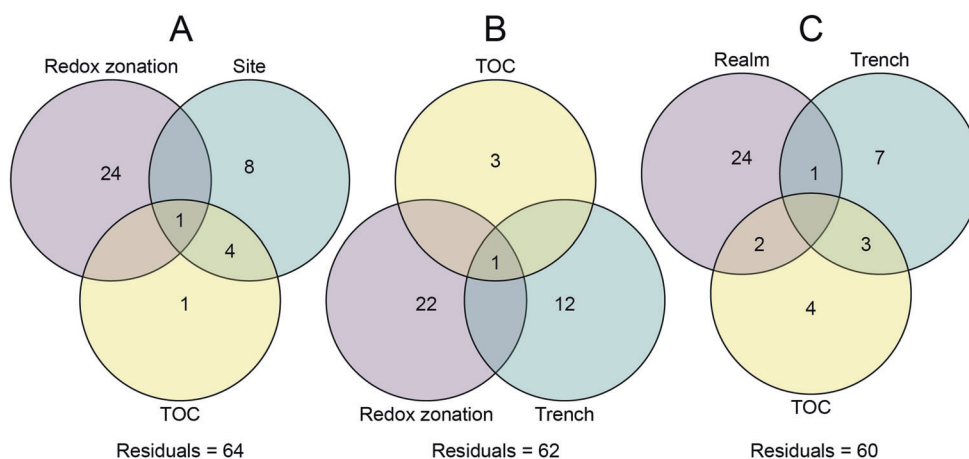 A
B
C
Redox zonation
Site
TOC
Realm
Trench
24
8
3
24
1
7
1
4
2
3
1
1
22
12
4
TOC
Redox zonation
Trench
TOC
Residuals = 64
Residuals = 62
Residuals = 60